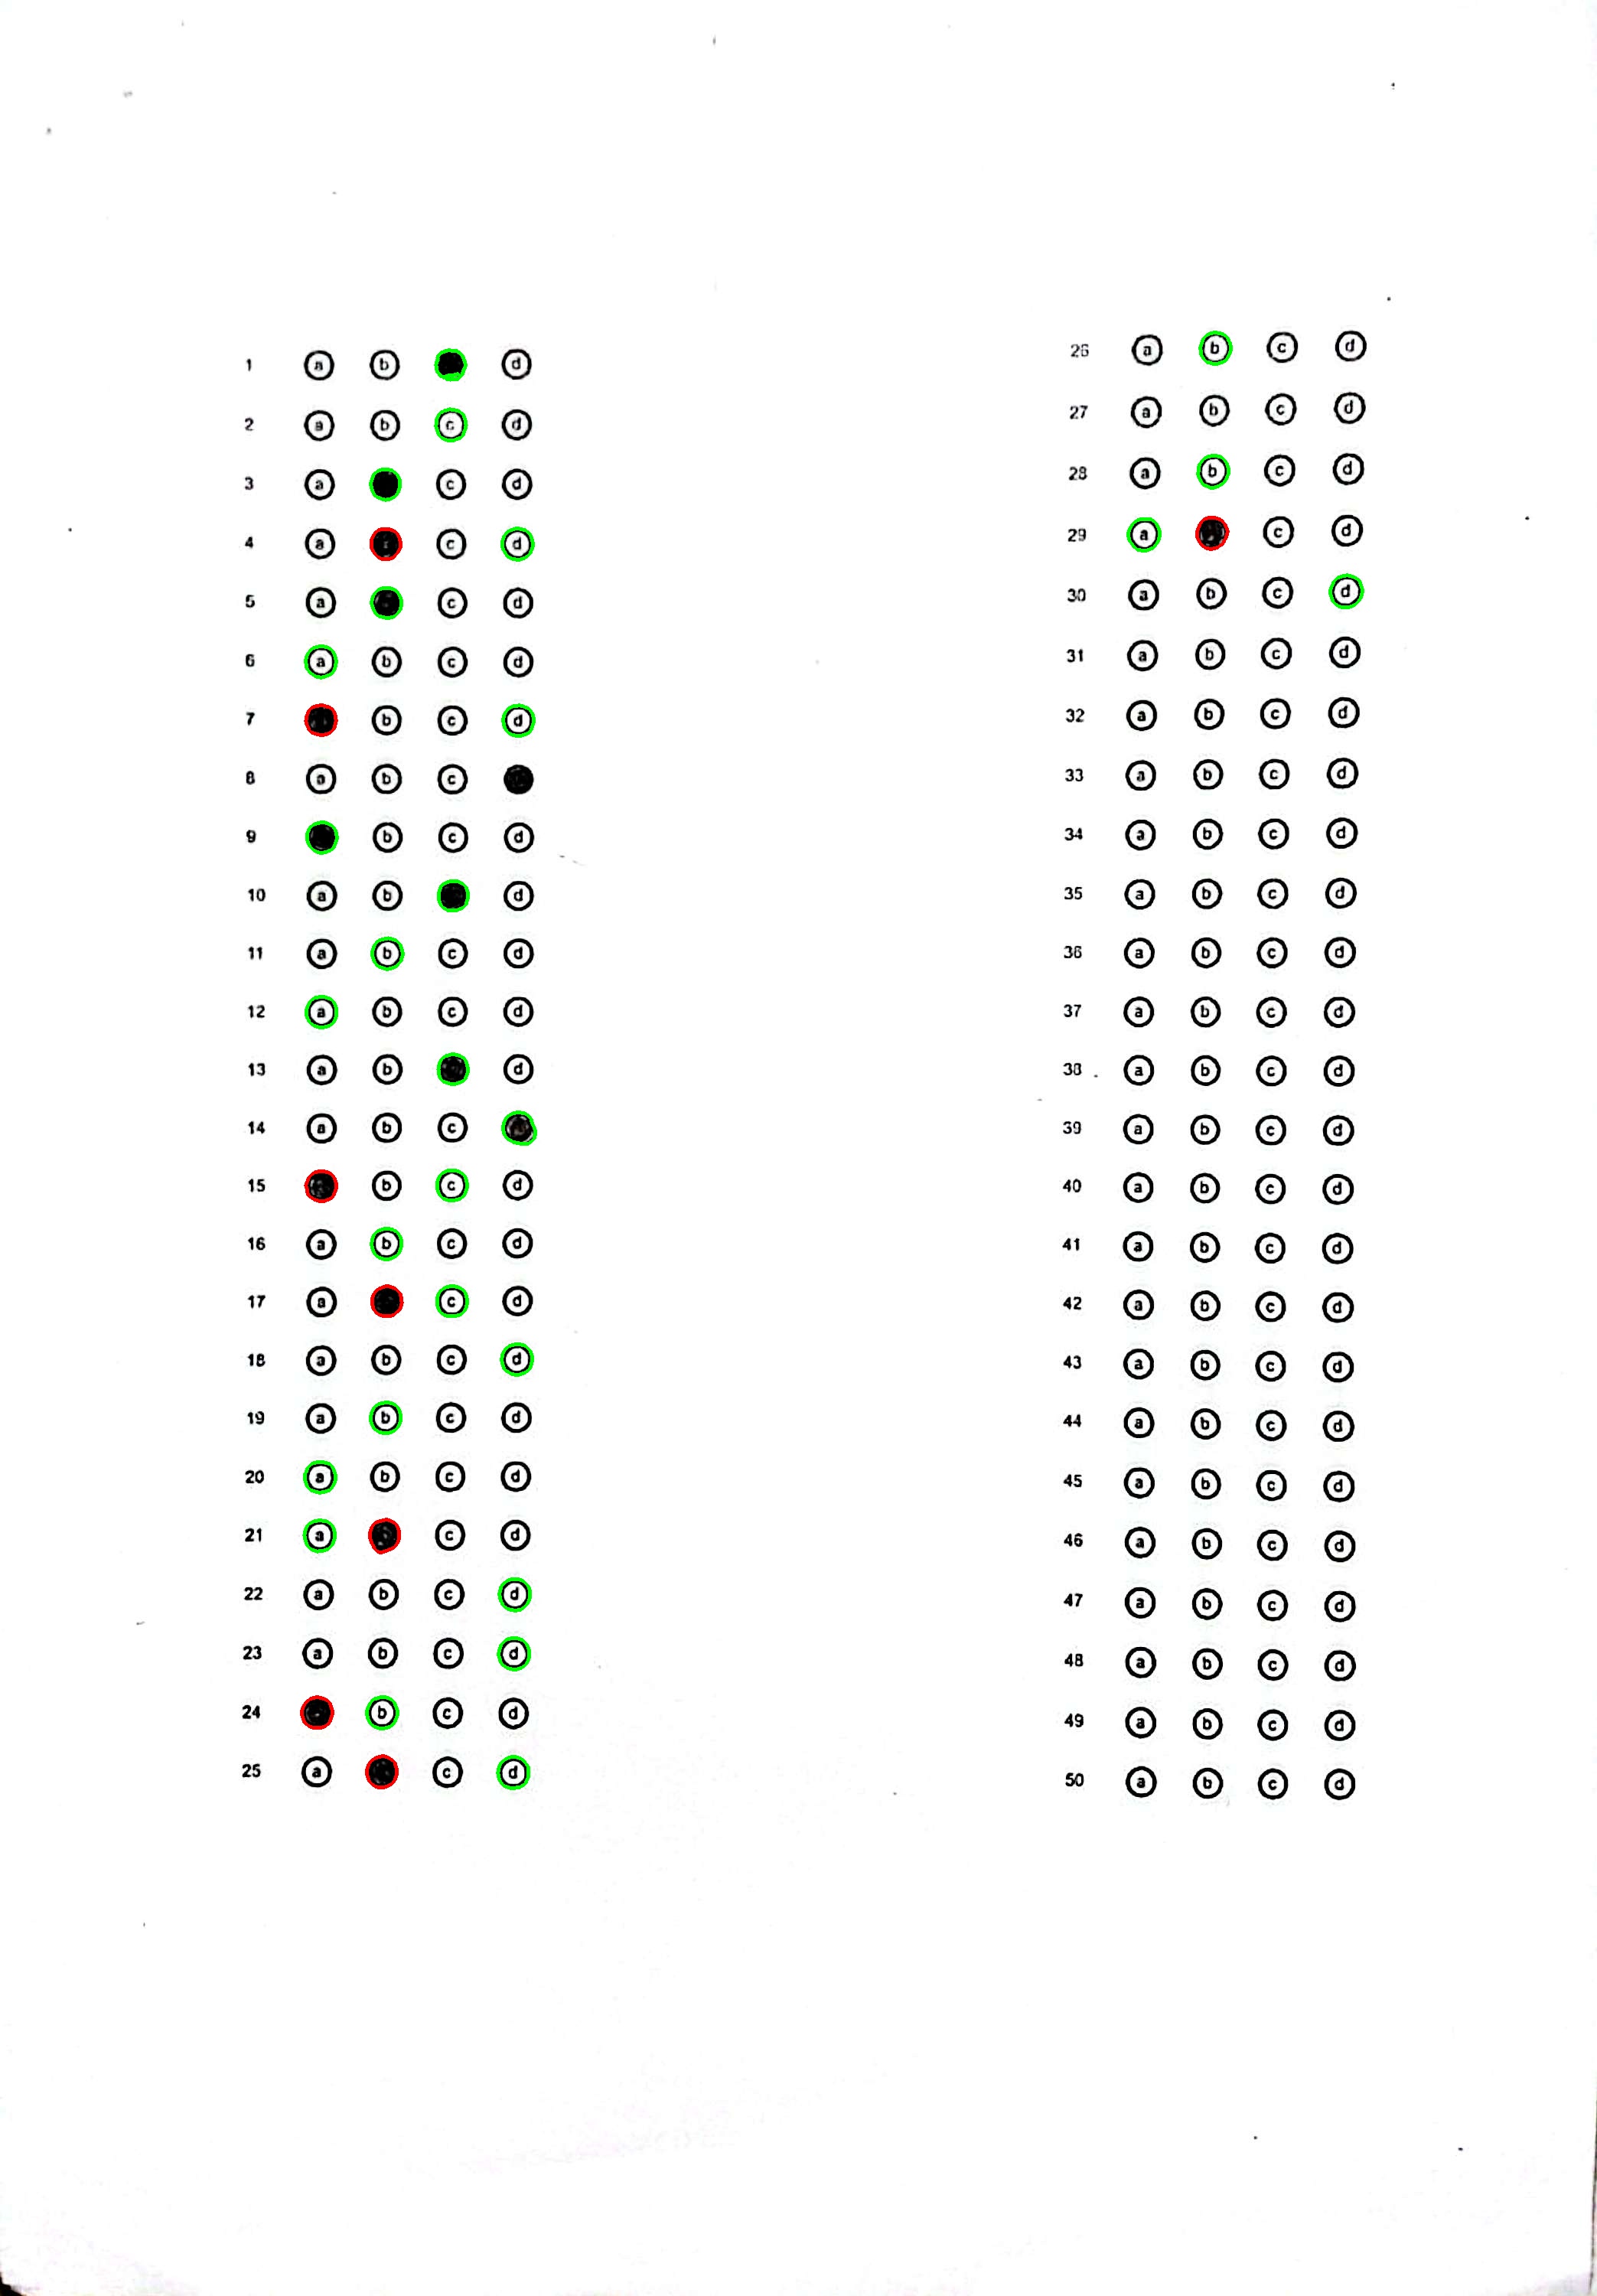 1 a b d
2 a b c d
3 a c d
4 a c d
5 a c d
6 a b c d
7 b c d
8 a b c
9 b c d
10 a b d
11 a b c d
12 a b c d
13 a b d
14 a b c
15 b c d
16 a b c d
17 a c d
18 a b c d
19 a b c d
20 a b c d
21 a c d
22 a b c d
23 a b c d
24 b c d
25 a c d
26 a b c d
27 a b c d
28 a b c d
29 a c d
30 a b c d
31 a b c d
32 a b c d
33 a b c d
34 a b c d
35 a b c d
36 a b c d
37 a b c d
38 a b c d
39 a b c d
40 a b c d
41 a b c d
42 a b c d
43 a b c d
44 a b c d
45 a b c d
46 a b c d
47 a b c d
48 a b c d
49 a b c d
50 a b c d